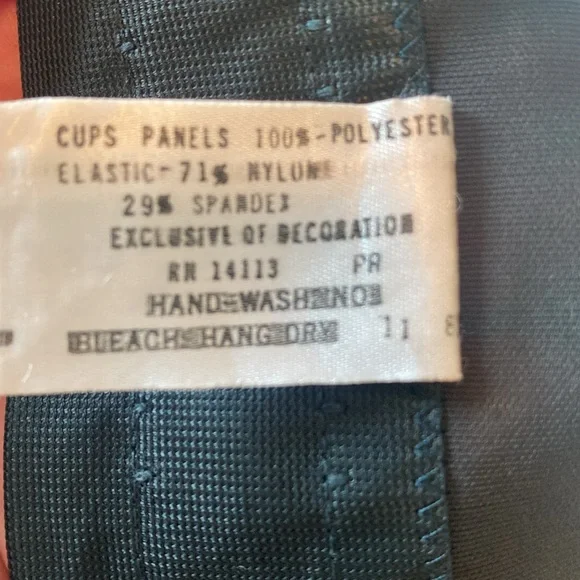 CUPS PANELS 100%-POLYESTER
ELASTIC-71% NYLON
29% SPANDEX
EXCLUSIVE OF DECORATION
RN 14113 PA
HAND-WASH NO
BLEACH HANG DRY 11 8